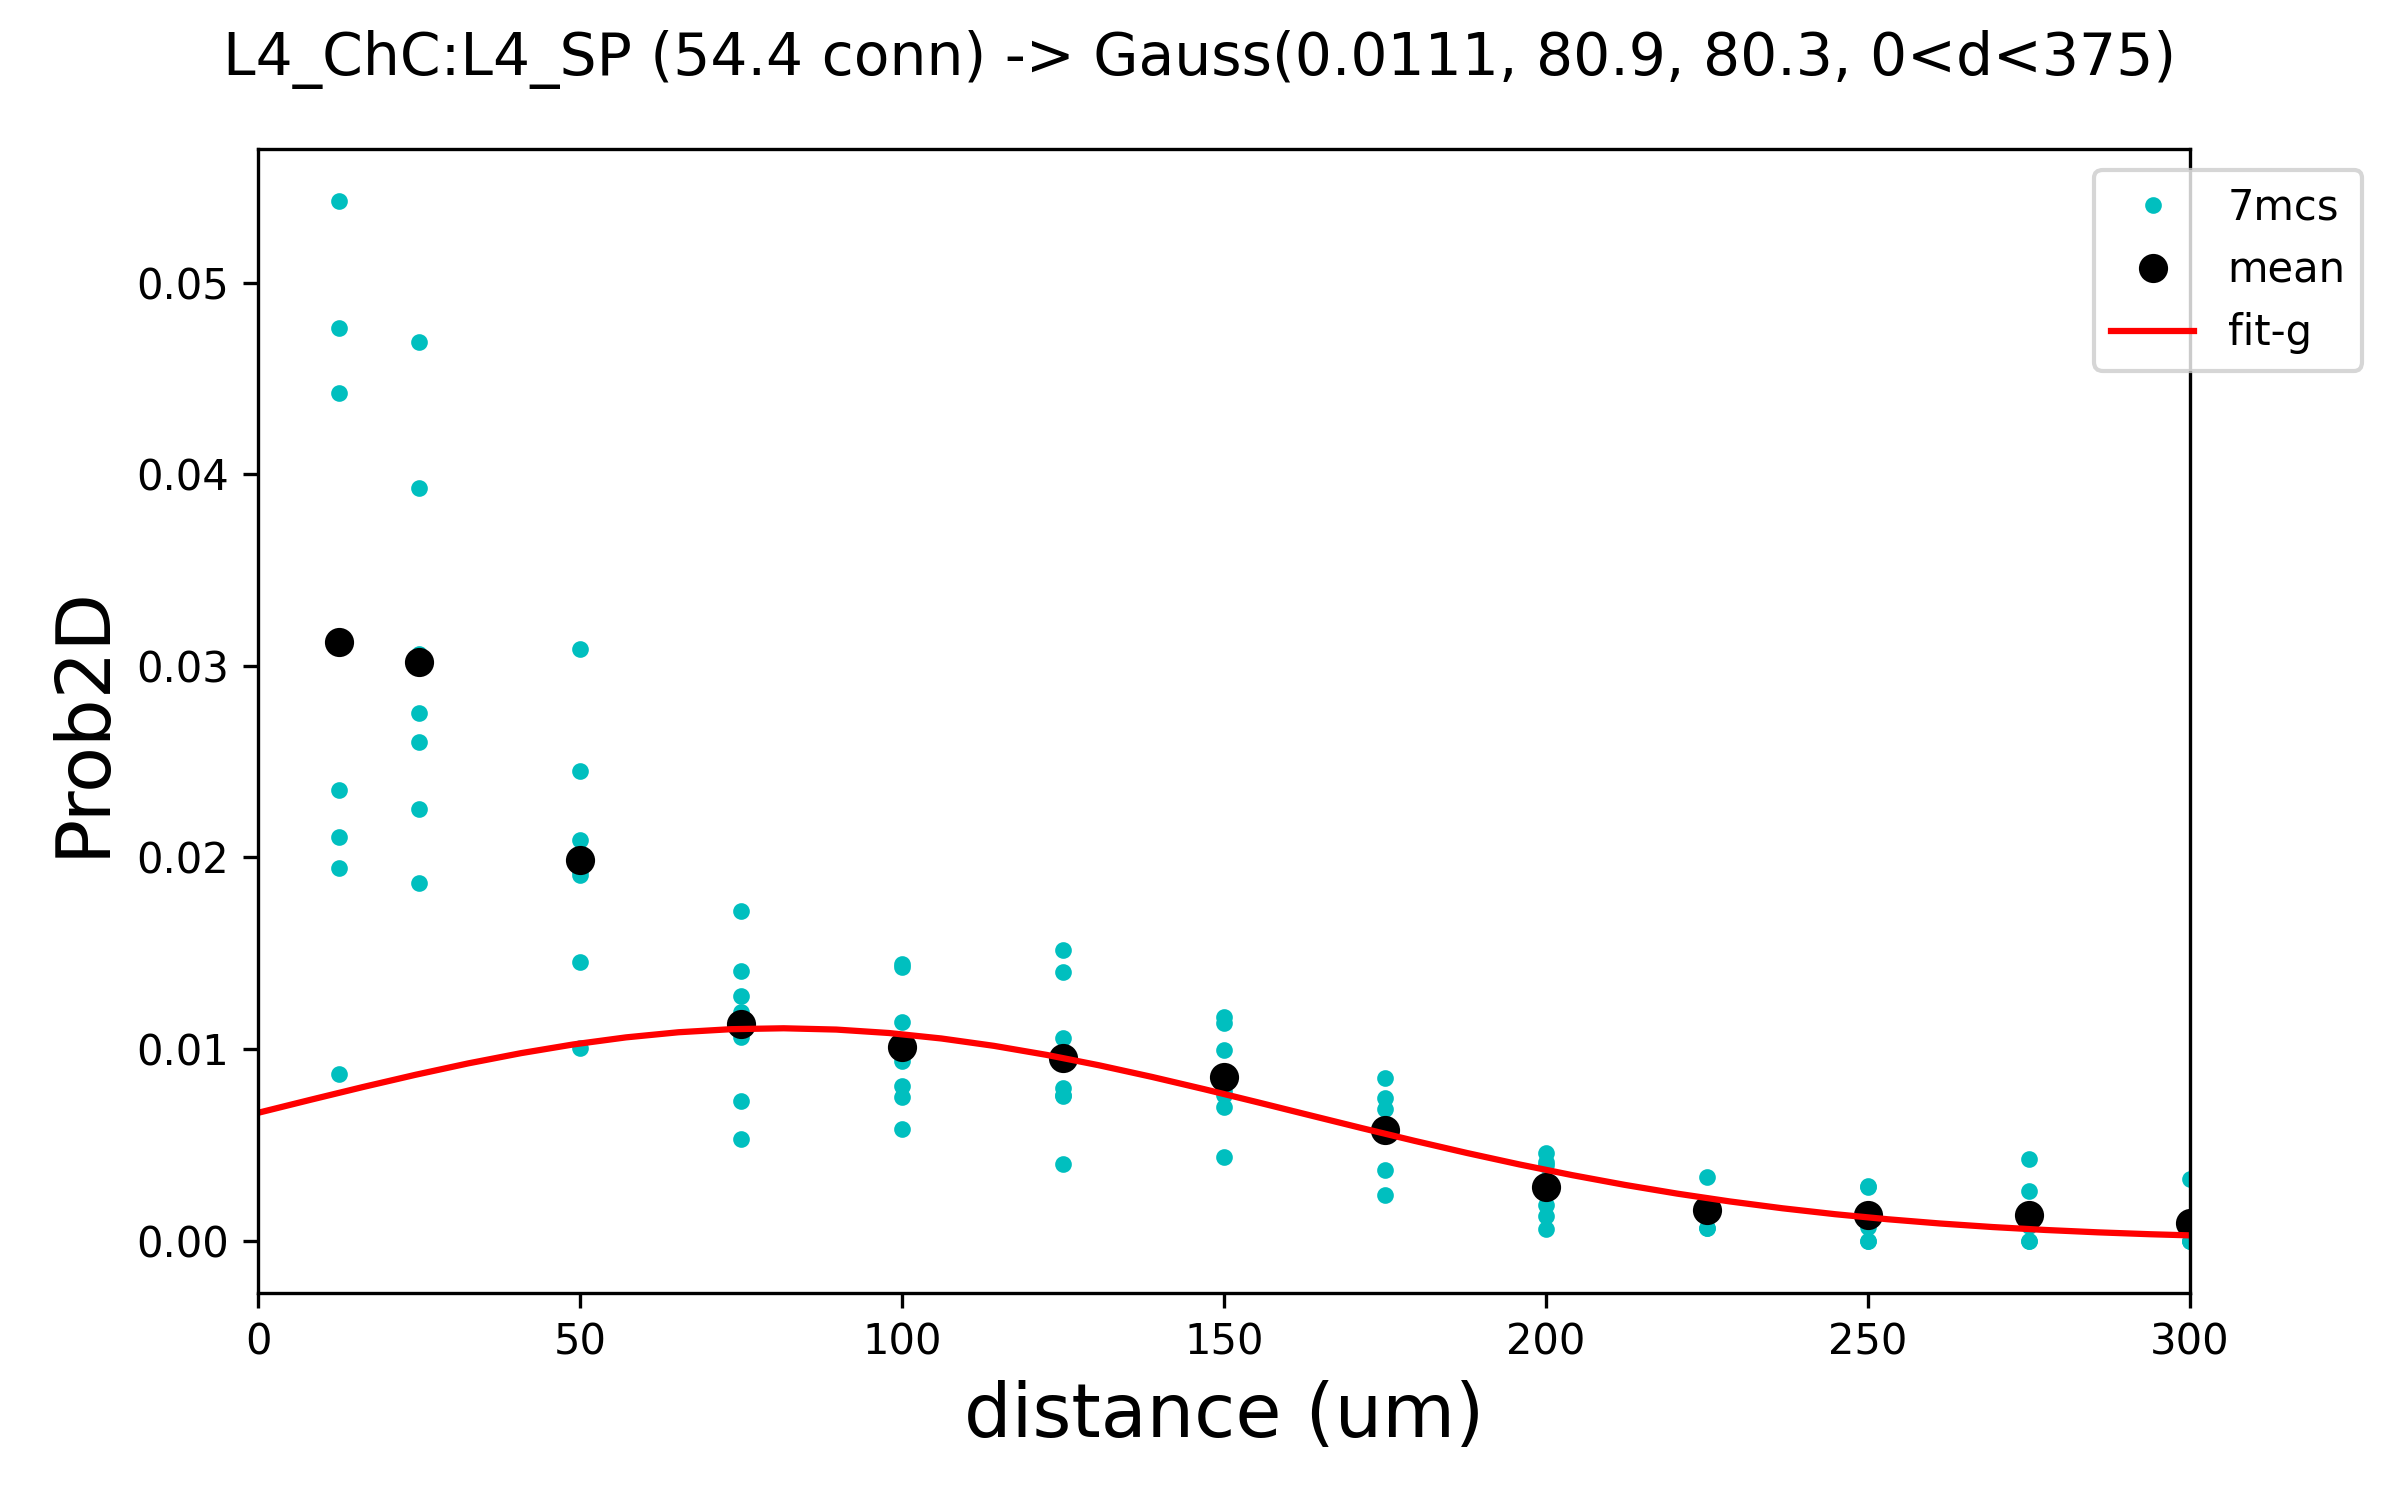 L4_ChC:L4_SP (54.4 conn) -> Gauss(0.0111, 80.9, 80.3, 0<d<375)
7mcs
mean
fit-g
Prob2D
0.05
0.04
0.03
0.02
0.01
0.00
0 50 100 150 200 250 300
distance (um)